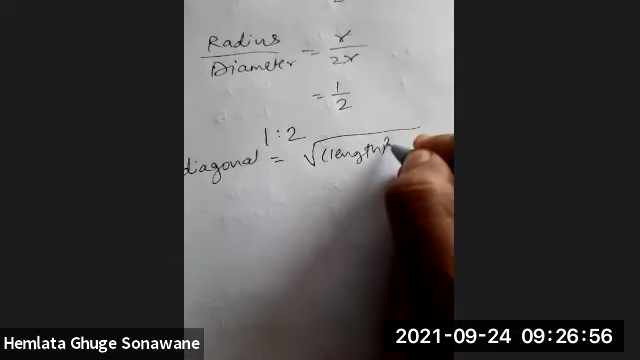 Radius / Diameter = r / 2r
= 1 / 2
1 : 2
diagonal = √(length)²
Hemlata Ghuge Sonawane
2021-09-24 09:26:56